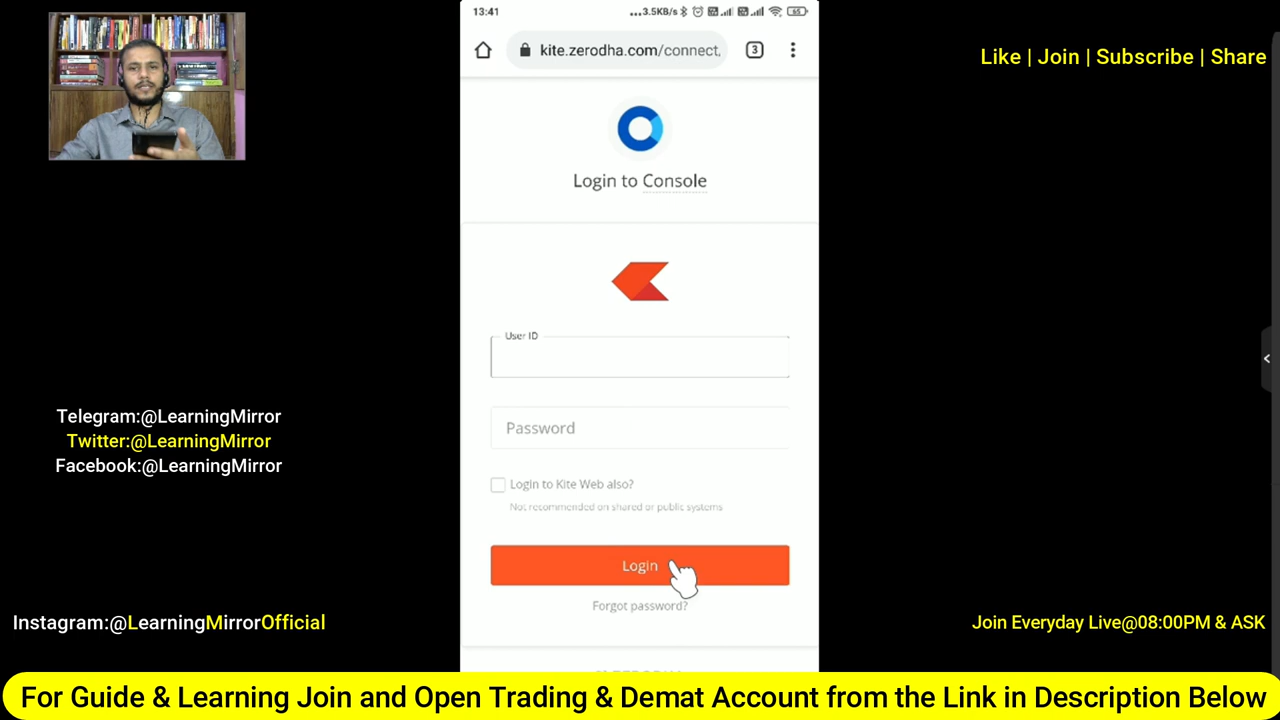 13:41
...3.5KB/s
65
kite.zerodha.com/connect.
3
Like | Join | Subscribe | Share
Login to Console
User ID
Password
Telegram:@LearningMirror
Twitter:@LearningMirror
Facebook:@LearningMirror
Login to Kite Web also?
Not recommended on shared or public systems
Login
Forgot password?
Instagram:@LearningMirrorOfficial
Join Everyday Live@08:00PM & ASK
For Guide & Learning Join and Open Trading & Demat Account from the Link in Description Below